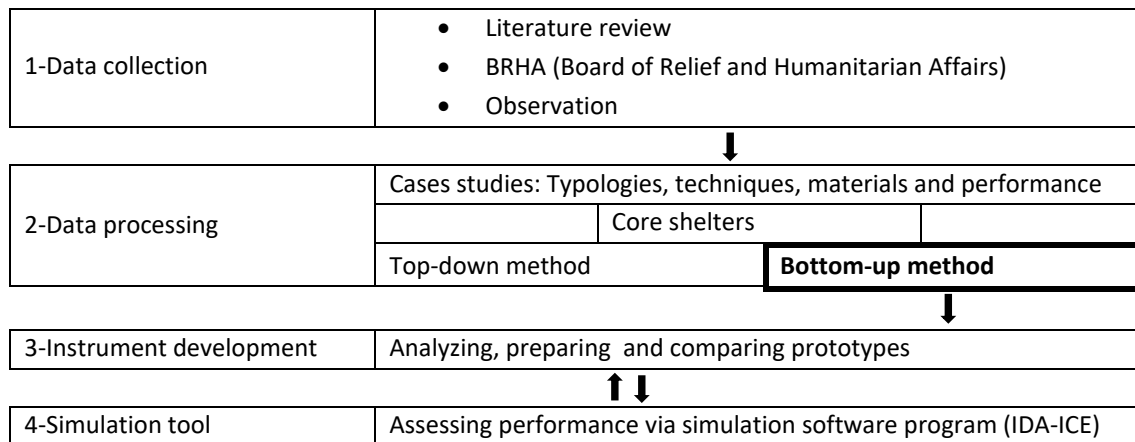 1-Data collection
• Literature review
• BRHA (Board of Relief and Humanitarian Affairs)
• Observation
2-Data processing
Cases studies: Typologies, techniques, materials and performance
Core shelters
Top-down method
Bottom-up method
3-Instrument development
Analyzing, preparing and comparing prototypes
4-Simulation tool
Assessing performance via simulation software program (IDA-ICE)